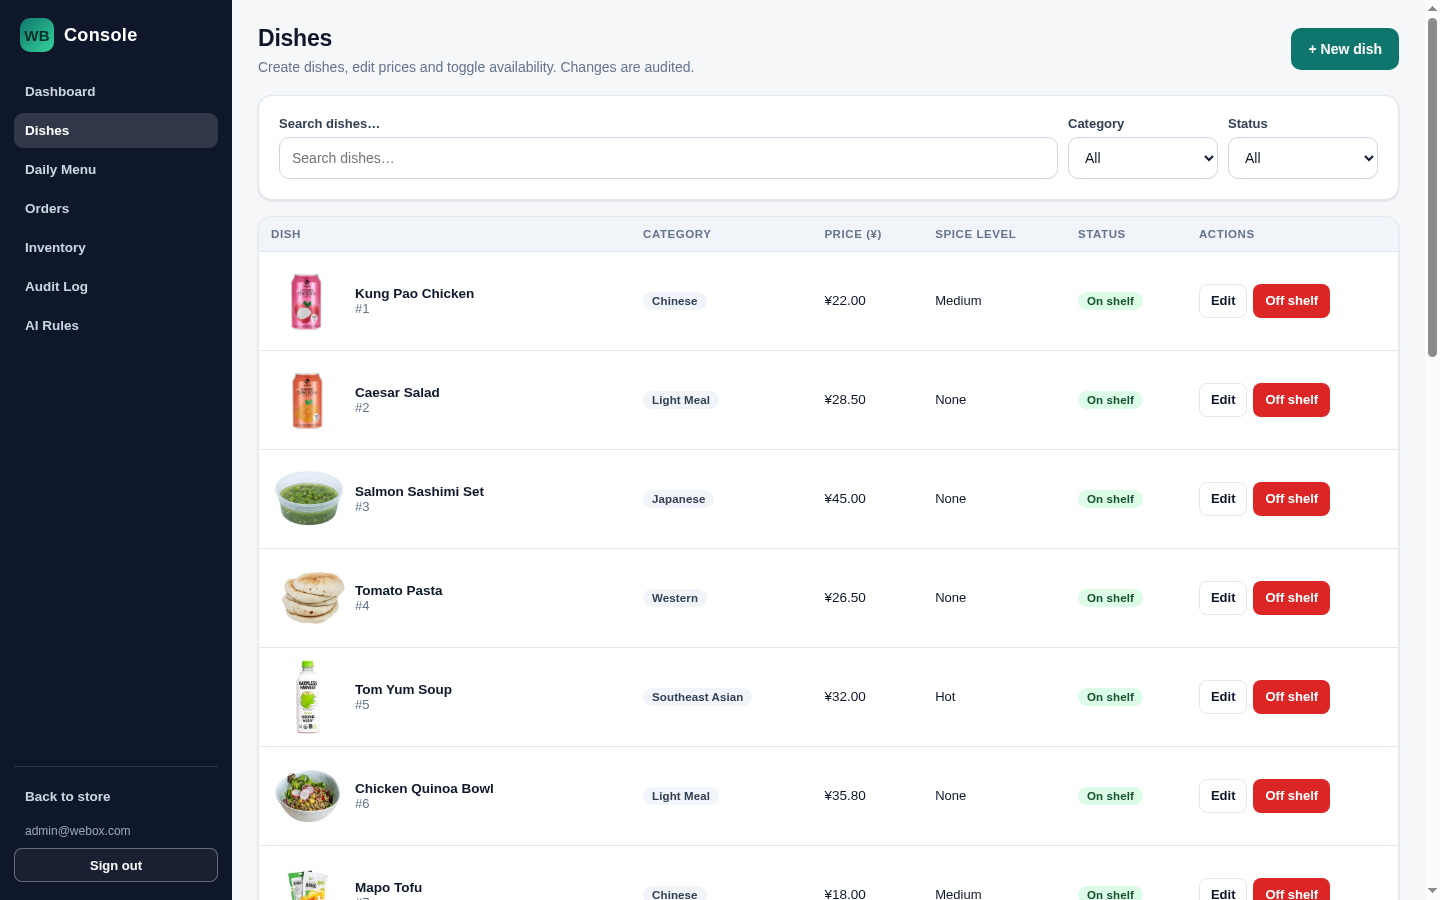 WB Console
Dashboard
Dishes
Daily Menu
Orders
Inventory
Audit Log
AI Rules
Back to store
admin@webox.com
Sign out
Dishes
Create dishes, edit prices and toggle availability. Changes are audited.
+ New dish
Search dishes…
Category
Status
Search dishes…
All
All
DISH CATEGORY PRICE (¥) SPICE LEVEL STATUS ACTIONS
Kung Pao Chicken
#1
Chinese ¥22.00 Medium On shelf Edit Off shelf
Caesar Salad
#2
Light Meal ¥28.50 None On shelf Edit Off shelf
Salmon Sashimi Set
#3
Japanese ¥45.00 None On shelf Edit Off shelf
Tomato Pasta
#4
Western ¥26.50 None On shelf Edit Off shelf
HARMLESS
HARVEST
Tom Yum Soup
#5
Southeast Asian ¥32.00 Hot On shelf Edit Off shelf
Chicken Quinoa Bowl
#6
Light Meal ¥35.80 None On shelf Edit Off shelf
Mapo Tofu
Chinese ¥18.00 Medium On shelf Edit Off shelf